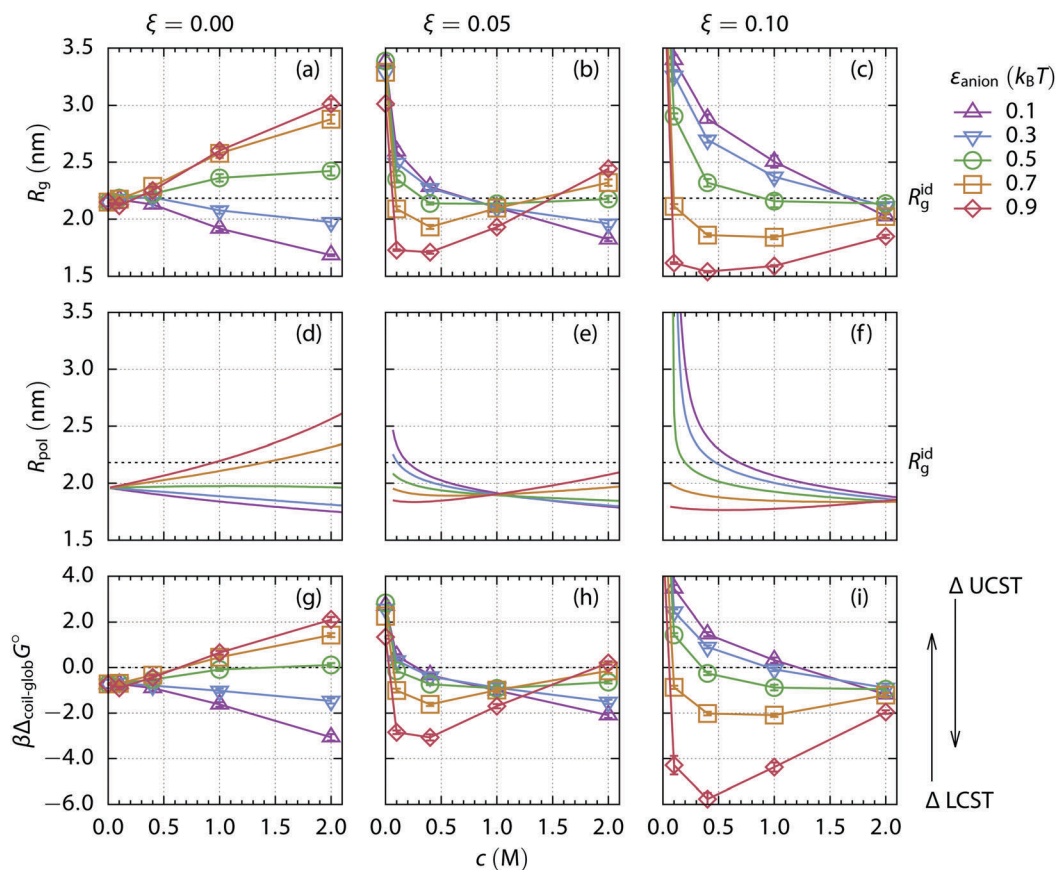 ξ = 0.00
ξ = 0.05
ξ = 0.10
3.5
3.0
2.5
2.0
1.5
R_g (nm)
(a)
(b)
(c)
R_g^id
ε_anion (k_BT)
0.1
0.3
0.5
0.7
0.9
3.5
3.0
2.5
2.0
1.5
R_pol (nm)
(d)
(e)
(f)
R_g^id
4.0
2.0
0.0
−2.0
−4.0
−6.0
βΔ_coil-glob G°
(g)
(h)
(i)
Δ UCST
Δ LCST
0.0 0.5 1.0 1.5 2.0
0.0 0.5 1.0 1.5 2.0
0.0 0.5 1.0 1.5 2.0
c (M)